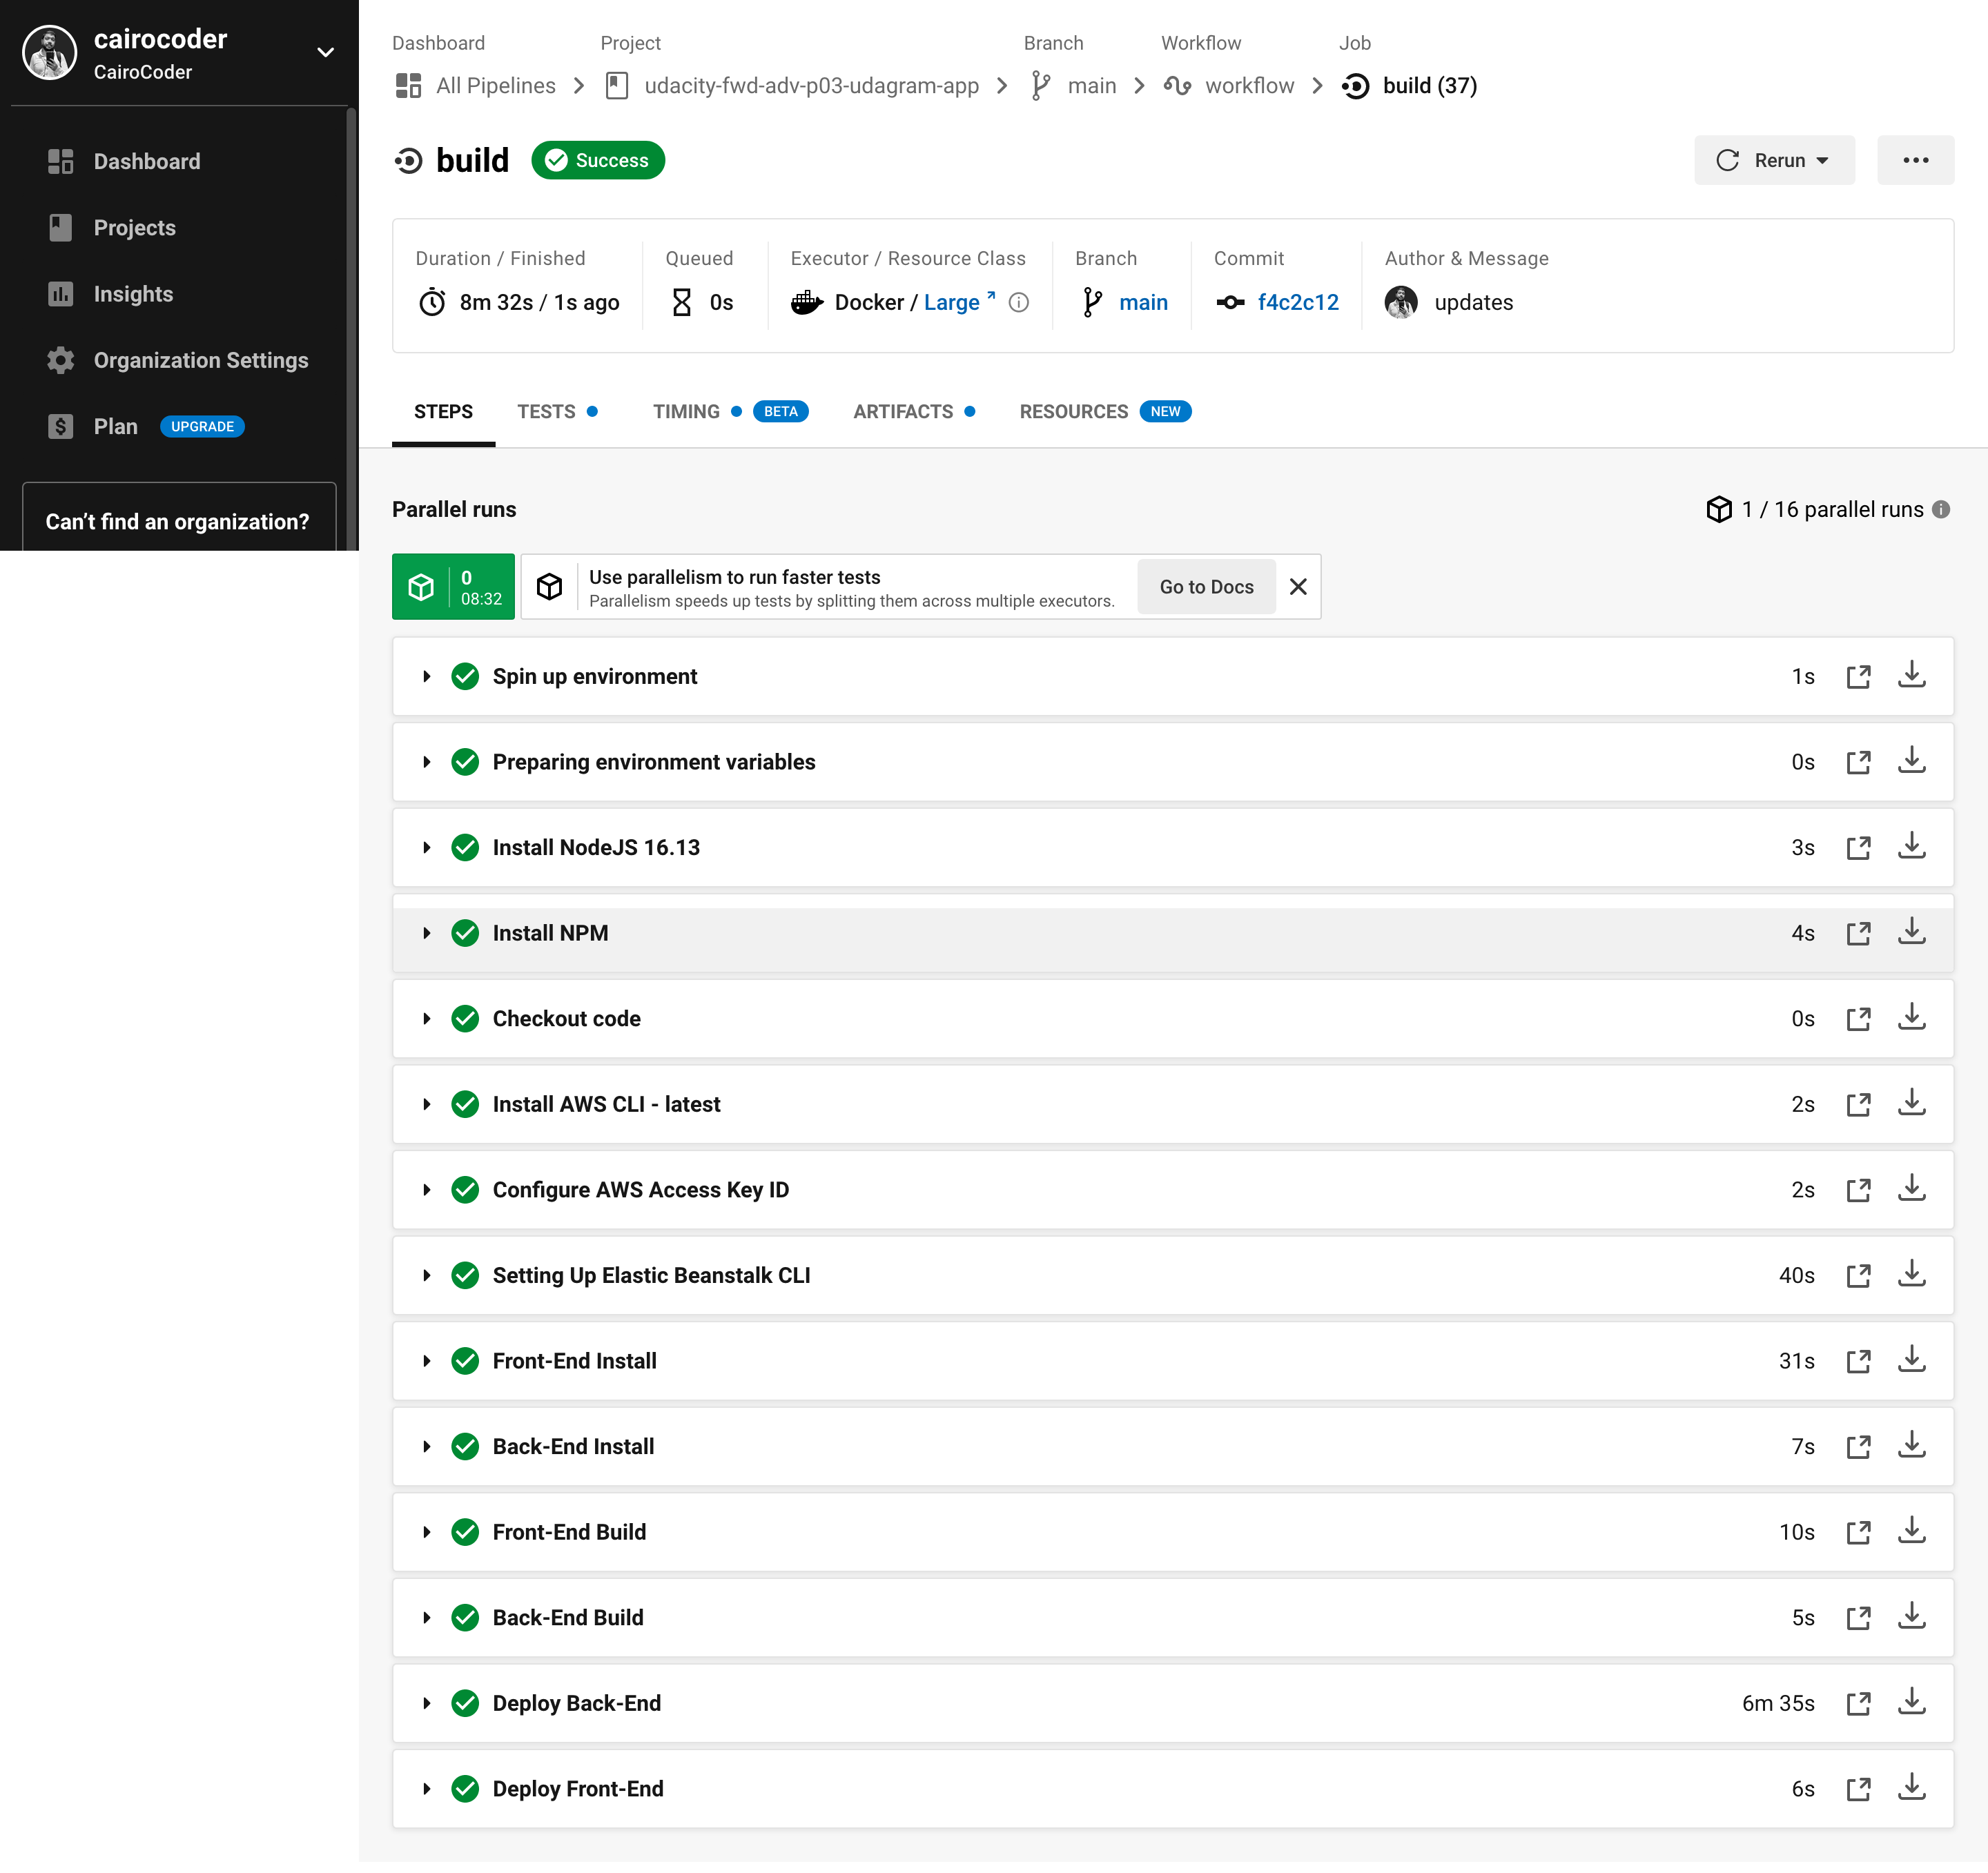 cairocoder
CairoCoder
Dashboard
Projects
Insights
Organization Settings
Plan UPGRADE
Can’t find an organization?
Dashboard Project Branch Workflow Job
All Pipelines udacity-fwd-adv-p03-udagram-app main workflow build (37)
build Success Rerun
Duration / Finished Queued Executor / Resource Class Branch Commit Author & Message
8m 32s / 1s ago 0s Docker / Large main f4c2c12 updates
STEPS TESTS TIMING BETA ARTIFACTS RESOURCES NEW
Parallel runs 1 / 16 parallel runs
0
08:32
Use parallelism to run faster tests
Parallelism speeds up tests by splitting them across multiple executors.
Go to Docs
Spin up environment 1s
Preparing environment variables 0s
Install NodeJS 16.13 3s
Install NPM 4s
Checkout code 0s
Install AWS CLI - latest 2s
Configure AWS Access Key ID 2s
Setting Up Elastic Beanstalk CLI 40s
Front-End Install 31s
Back-End Install 7s
Front-End Build 10s
Back-End Build 5s
Deploy Back-End 6m 35s
Deploy Front-End 6s